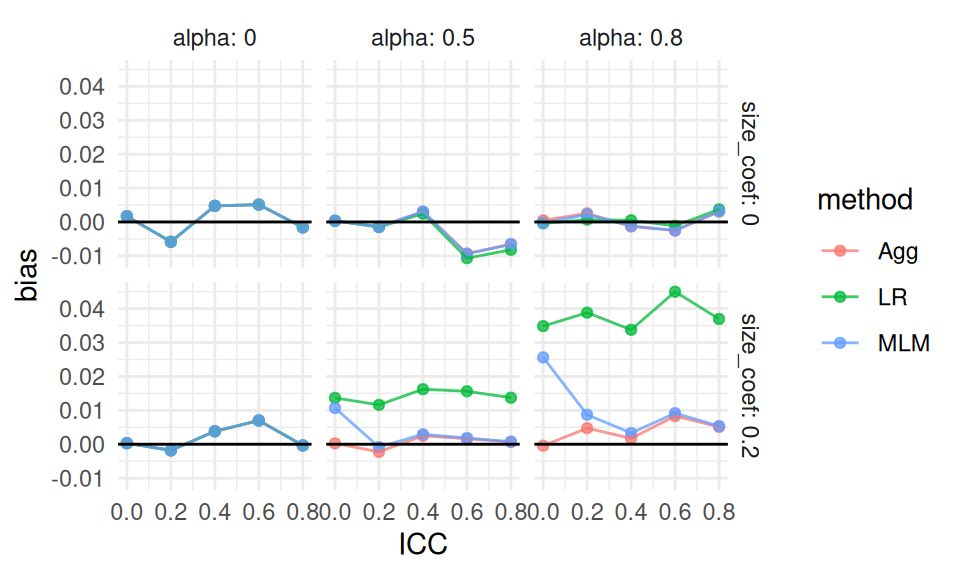 alpha: 0 alpha: 0.5 alpha: 0.8
0.04
0.03
0.02
0.01
0.00
-0.01
size_coef: 0
0.04
0.03
0.02
0.01
0.00
-0.01
size_coef: 0.2
0.0 0.2 0.4 0.6 0.8 0.0 0.2 0.4 0.6 0.8 0.0 0.2 0.4 0.6 0.8
ICC
bias
method
Agg
LR
MLM